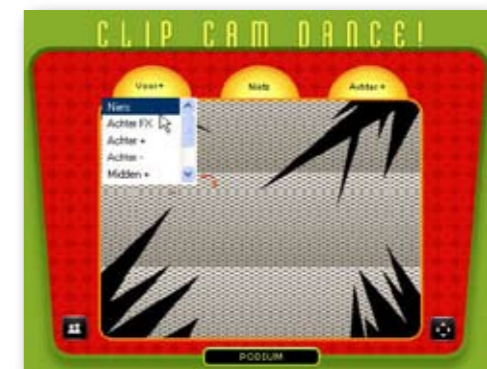 CLIP CAM DANCE!
Voor+ Niets Achter+
Niets
Achter FX
Achter +
Achter -
Midden +
PODIUM